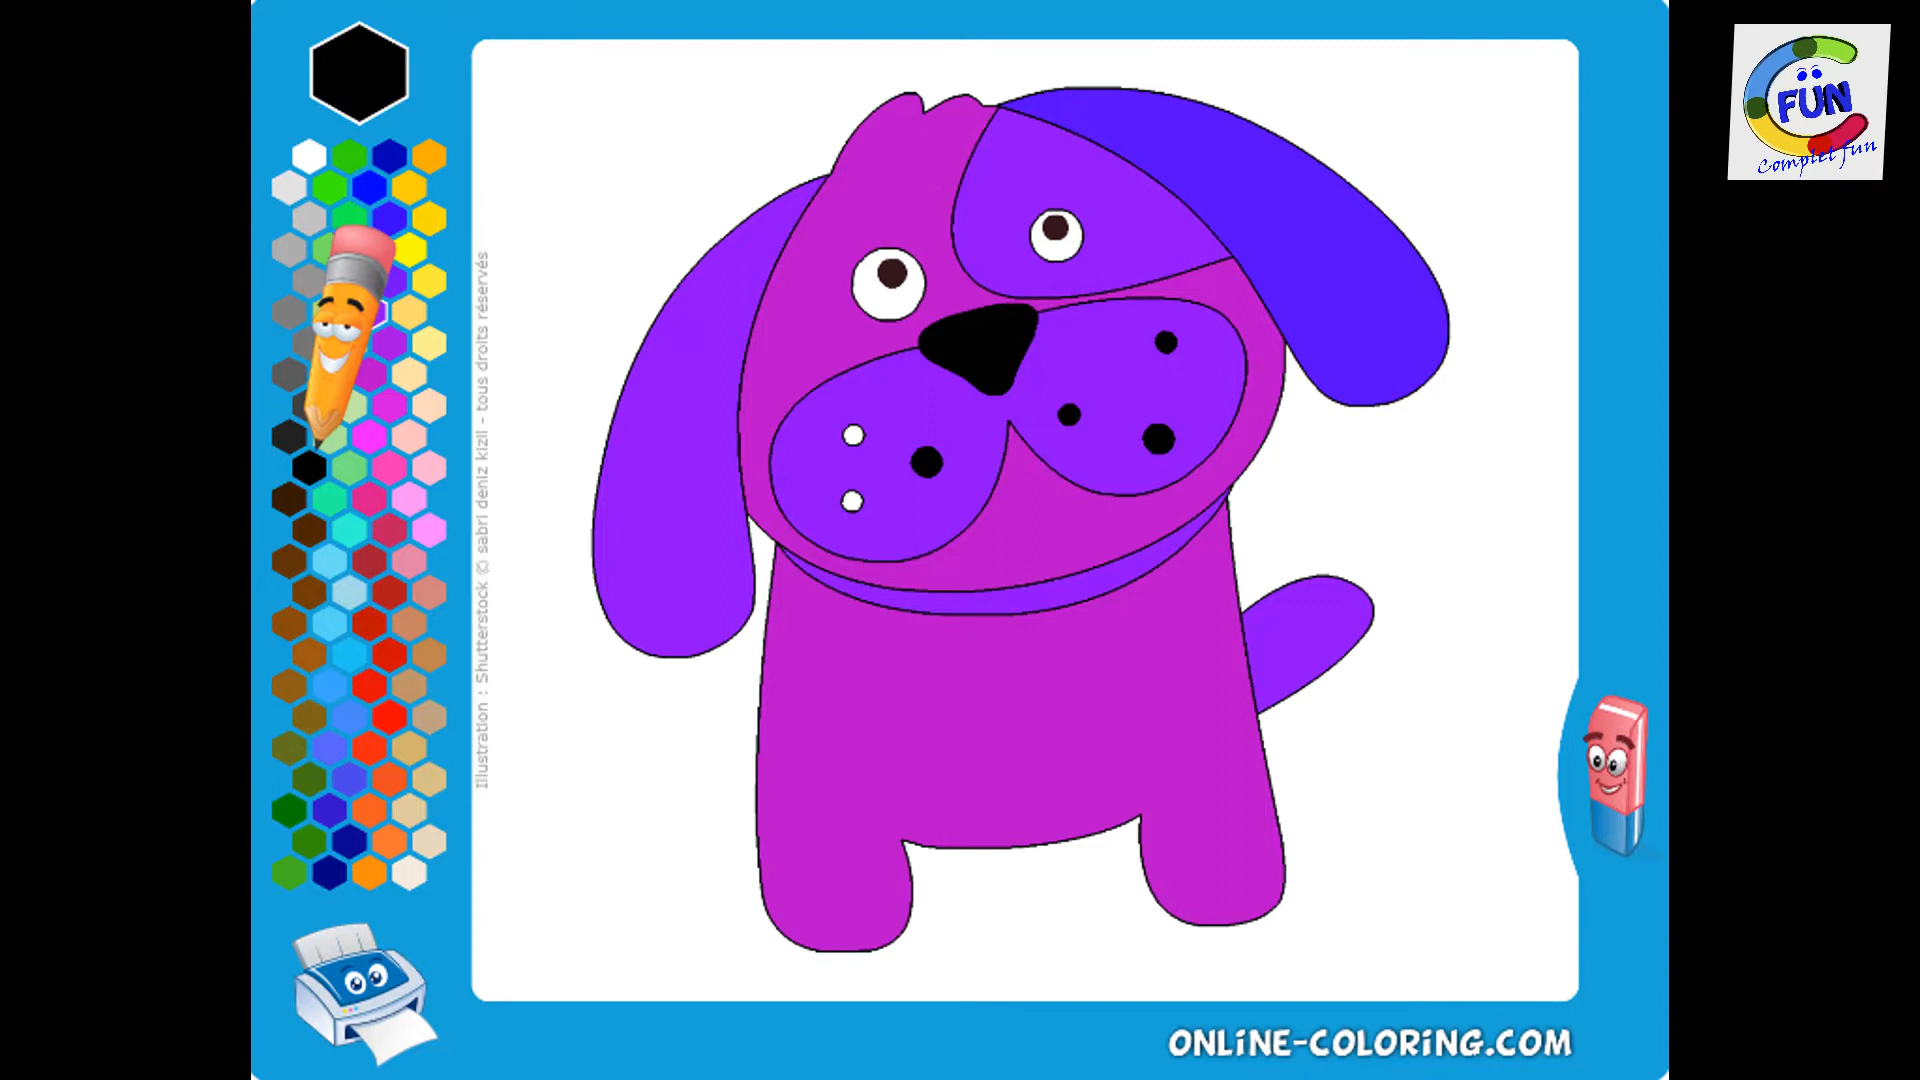 FUN
Complet fun
Illustration : Shutterstock © sabri deniz kizil - tous droits réservés
ONLINE-COLORING.COM